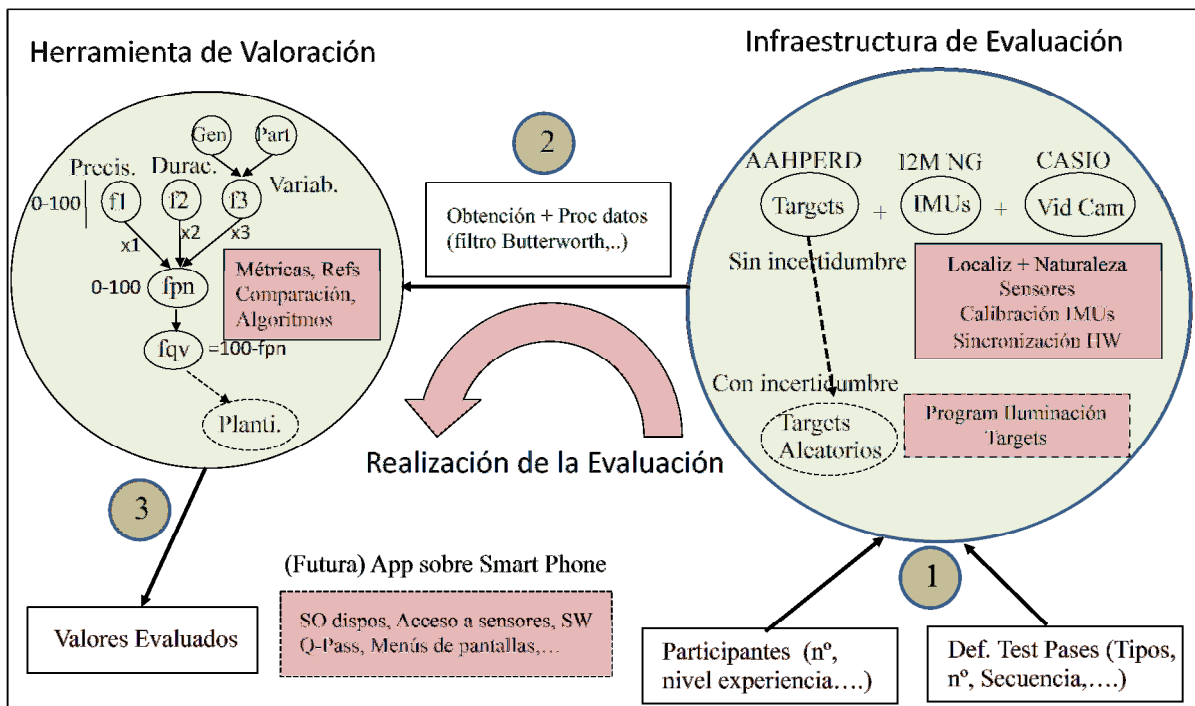 Herramienta de Valoración
Infraestructura de Evaluación
Gen
Part
Precis.
Durac.
Variab.
0-100
f1
f2
f3
x1
x2
x3
0-100
fpn
fqv
=100-fpn
Planti.
Métricas, Refs
Comparación,
Algoritmos
2
Obtención + Proc datos
(filtro Butterworth,..)
AAHPERD
I2M NG
CASIO
Targets
+
IMUs
+
Vid Cam
Sin incertidumbre
Localiz + Naturaleza
Sensores
Calibración IMUs
Sincronización HW
Con incertidumbre
Targets
Alcatorios
Program Iluminación
Targets
Realización de la Evaluación
3
1
(Futura) App sobre Smart Phone
SO dispos, Acceso a sensores, SW
Q-Pass, Menús de pantallas,...
Valores Evaluados
Participantes (nº,
nivel experiencia....)
Def. Test Pases (Tipos,
nº, Secuencia,....)